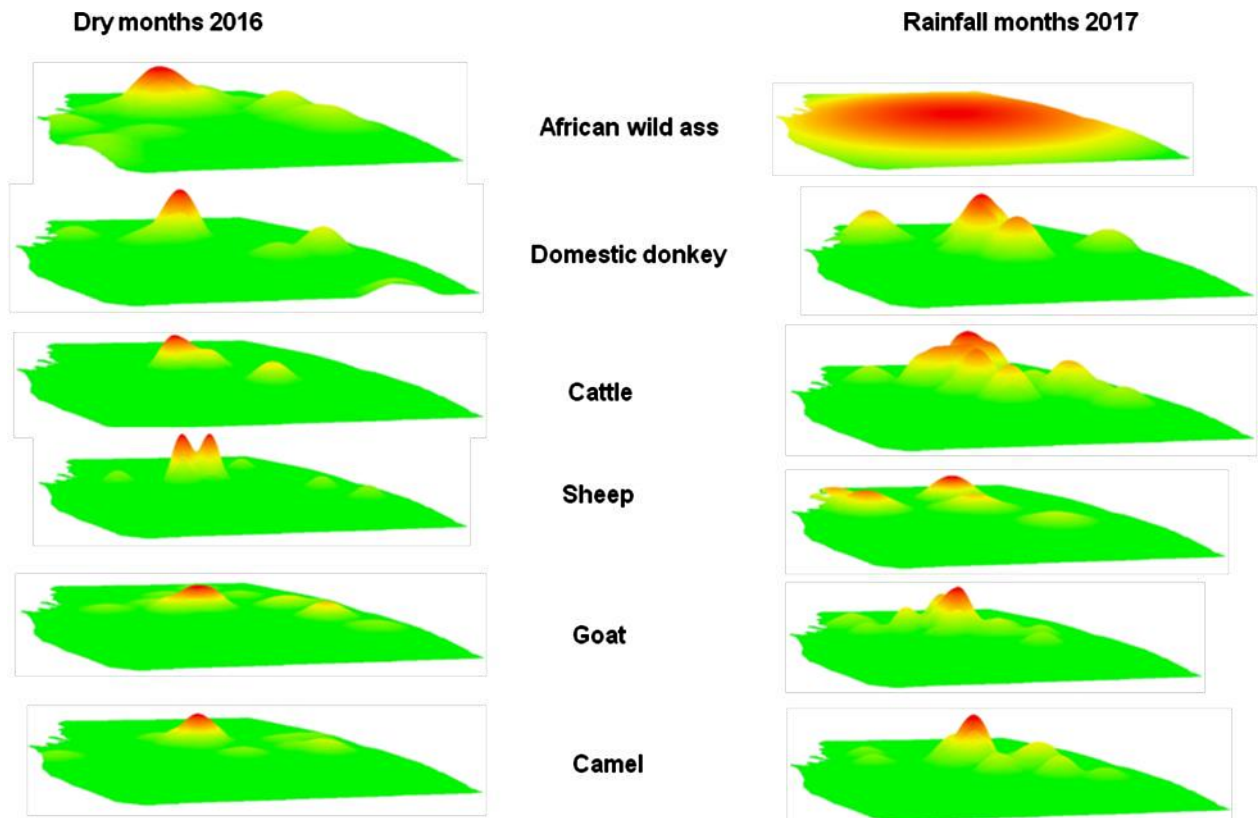 Dry months 2016
Rainfall months 2017
African wild ass
Domestic donkey
Cattle
Sheep
Goat
Camel